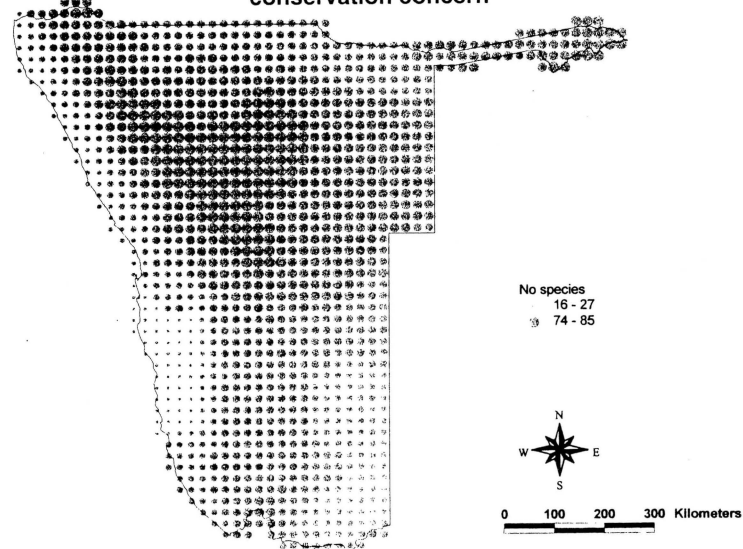 conservation concern
No species
16 - 27
74 - 85
N
W E
S
0 100 200 300 Kilometers